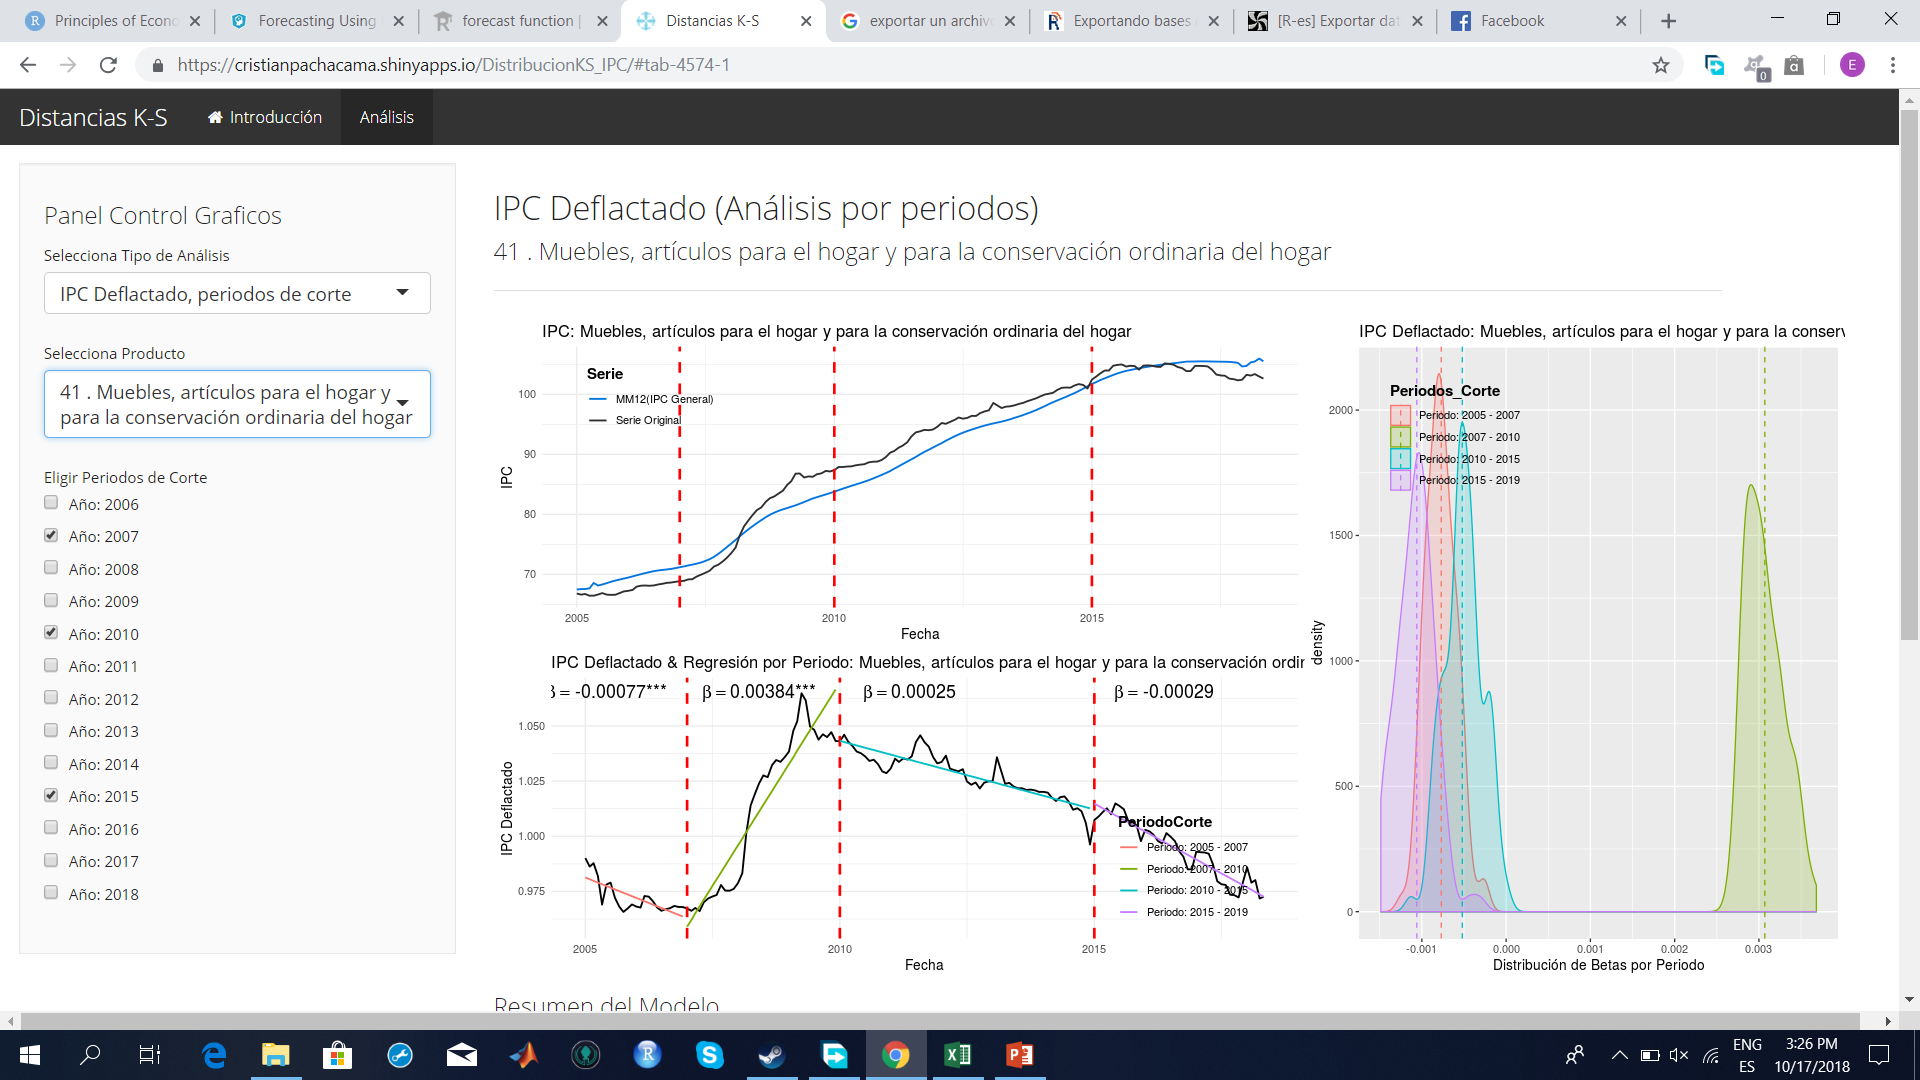 Principles of Econo
Forecasting Using
forecast function |
Distancias K-S
exportar un archivo
Exportando bases
[R-es] Exportar dat
Facebook
https://cristianpachacama.shinyapps.io/DistribucionKS_IPC/#tab-4574-1
0
E
Distancias K-S
Introducción
Análisis
Panel Control Graficos
Selecciona Tipo de Análisis
IPC Deflactado, periodos de corte
Selecciona Producto
41 . Muebles, artículos para el hogar y
para la conservación ordinaria del hogar
Eligir Periodos de Corte
Año: 2006
Año: 2007
Año: 2008
Año: 2009
Año: 2010
Año: 2011
Año: 2012
Año: 2013
Año: 2014
Año: 2015
Año: 2016
Año: 2017
Año: 2018
IPC Deflactado (Análisis por periodos)
41 . Muebles, artículos para el hogar y para la conservación ordinaria del hogar
IPC: Muebles, artículos para el hogar y para la conservación ordinaria del hogar
Serie
MM12(IPC General)
Serie Original
IPC
100
90
80
70
2005
2010
2015
Fecha
IPC Deflactado & Regresión por Periodo: Muebles, artículos para el hogar y para la conservación ordir
β = -0.00077***
β = 0.00384***
β = 0.00025
β = -0.00029
IPC Deflactado
1.050
1.025
1.000
0.975
PeriodoCorte
Periodo: 2005 - 2007
Periodo: 2007 - 2010
Periodo: 2010 - 2015
Periodo: 2015 - 2019
2005
2010
2015
Fecha
IPC Deflactado: Muebles, artículos para el hogar y para la conserv
Periodos_Corte
Periodo: 2005 - 2007
Periodo: 2007 - 2010
Periodo: 2010 - 2015
Periodo: 2015 - 2019
density
2000
1500
1000
500
0
-0.001
0.000
0.001
0.002
0.003
Distribución de Betas por Periodo
Resumen del Modelo
ENG
ES
3:26 PM
10/17/2018